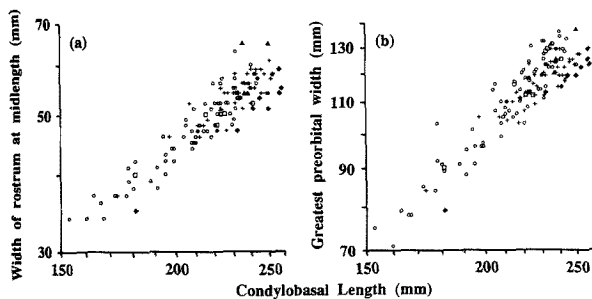 Width of rostrum at midlength (mm)
70
50
30
(a)
150
200
250
Greatest preorbital width (mm)
130
110
90
70
(b)
150
200
250
Condylobasal Length (mm)